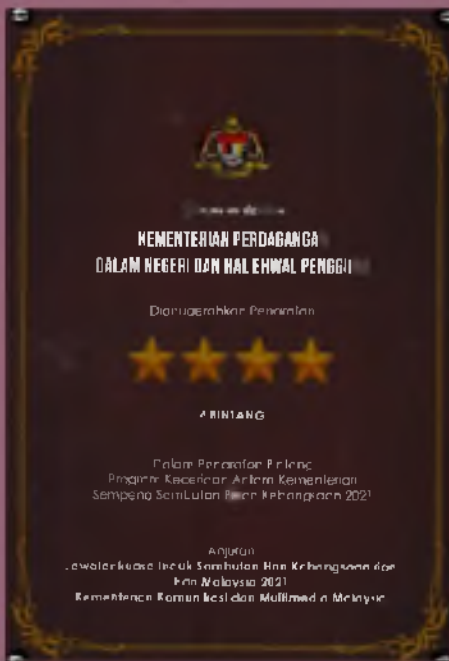 KEMENTERIAN PERDAGANGA
DALAM NEGERI DAN HAL EHWAL PENGGU
Dianugerahkan Penarafan
4 BINTANG
Dalam Penarafan Bintang
Program Keceriaan Antara Kementerian
Sempena Sambutan Bulan Kebangsaan 2021
Anjuran
Jawatankuasa Induk Sambutan Hari Kebangsaan dan
Hari Malaysia 2021
Kementerian Komunikasi dan Multimedia Malaysia